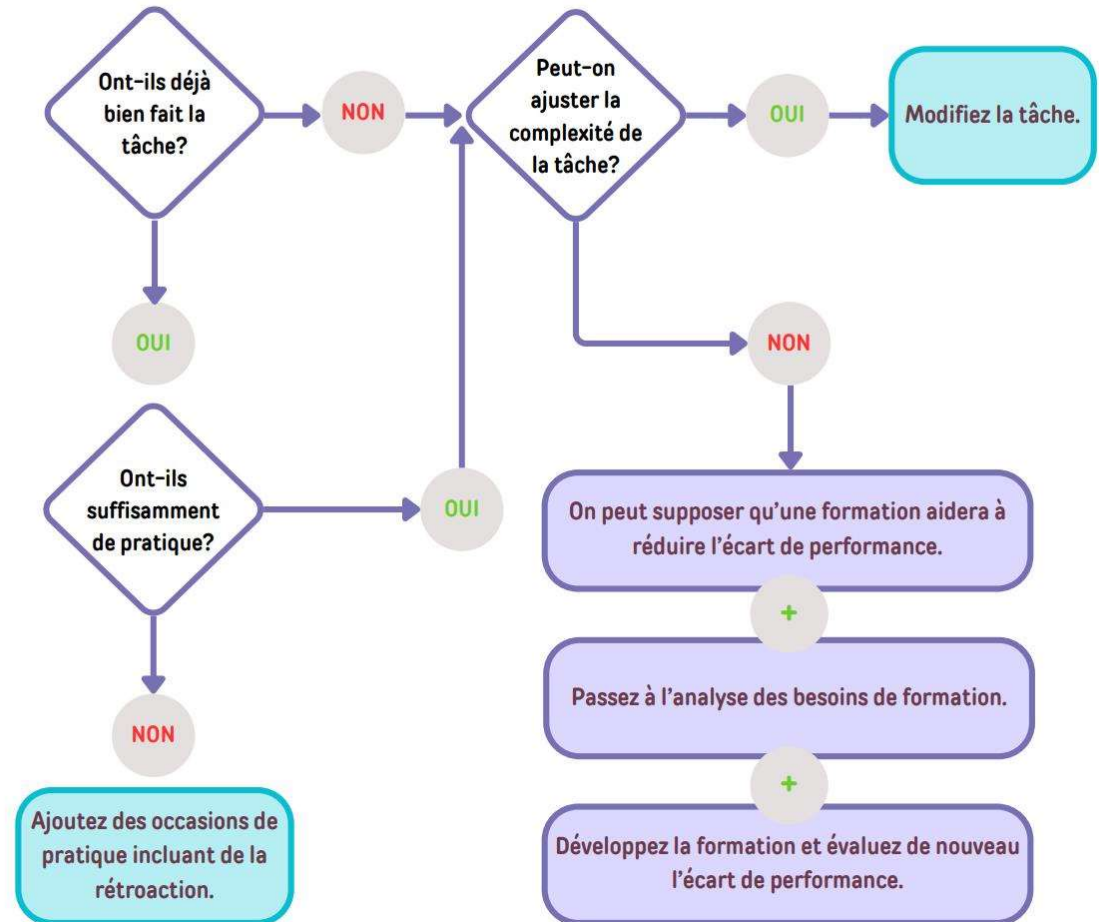 Ont-ils déjà
bien fait la
tâche?
NON
Peut-on
ajuster la
complexité de
la tâche?
OUI
Modifiez la tâche.
OUI
NON
Ont-ils
suffisamment
de pratique?
OUI
On peut supposer qu'une formation aidera à
réduire l'écart de performance.
+
Passez à l'analyse des besoins de formation.
NON
+
Ajoutez des occasions de
pratique incluant de la
rétroaction.
Développez la formation et évaluez de nouveau
l'écart de performance.